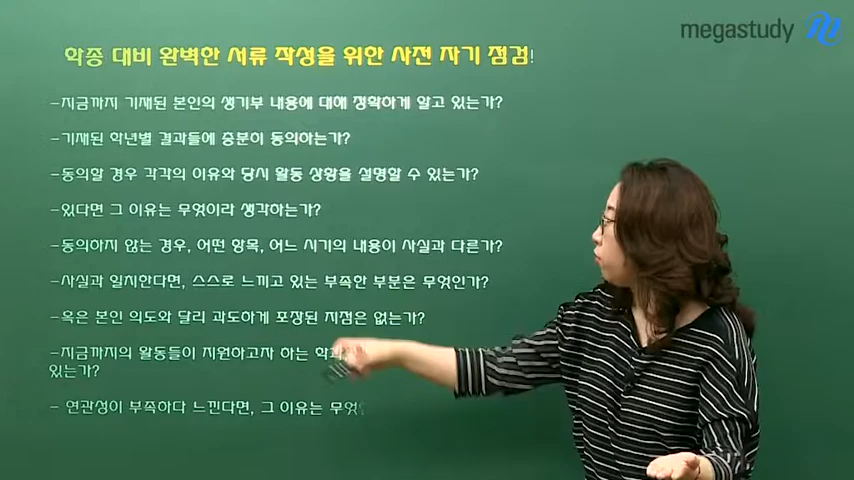 megastudy
학종 대비 완벽한 서류 작성을 위한 사전 자기 점검!
-지금까지 기재된 본인의 생기부 내용에 대해 정확하게 알고 있는가?
-기재된 학년별 결과들에 충분히 동의하는가?
-동의할 경우 각각의 이유와 당시 활동 상황을 설명할 수 있는가?
-있다면 그 이유는 무엇이라 생각하는가?
-동의하지 않는 경우, 어떤 항목, 어느 시기의 내용이 사실과 다른가?
-사실과 일치한다면, 스스로 느끼고 있는 부족한 부분은 무엇인가?
-혹은 본인 의도와 달리 과도하게 포장된 지점은 없는가?
-지금까지의 활동들이 지원하고자 하는
있는가?
- 연관성이 부족하다 느낀다면, 그 이유는